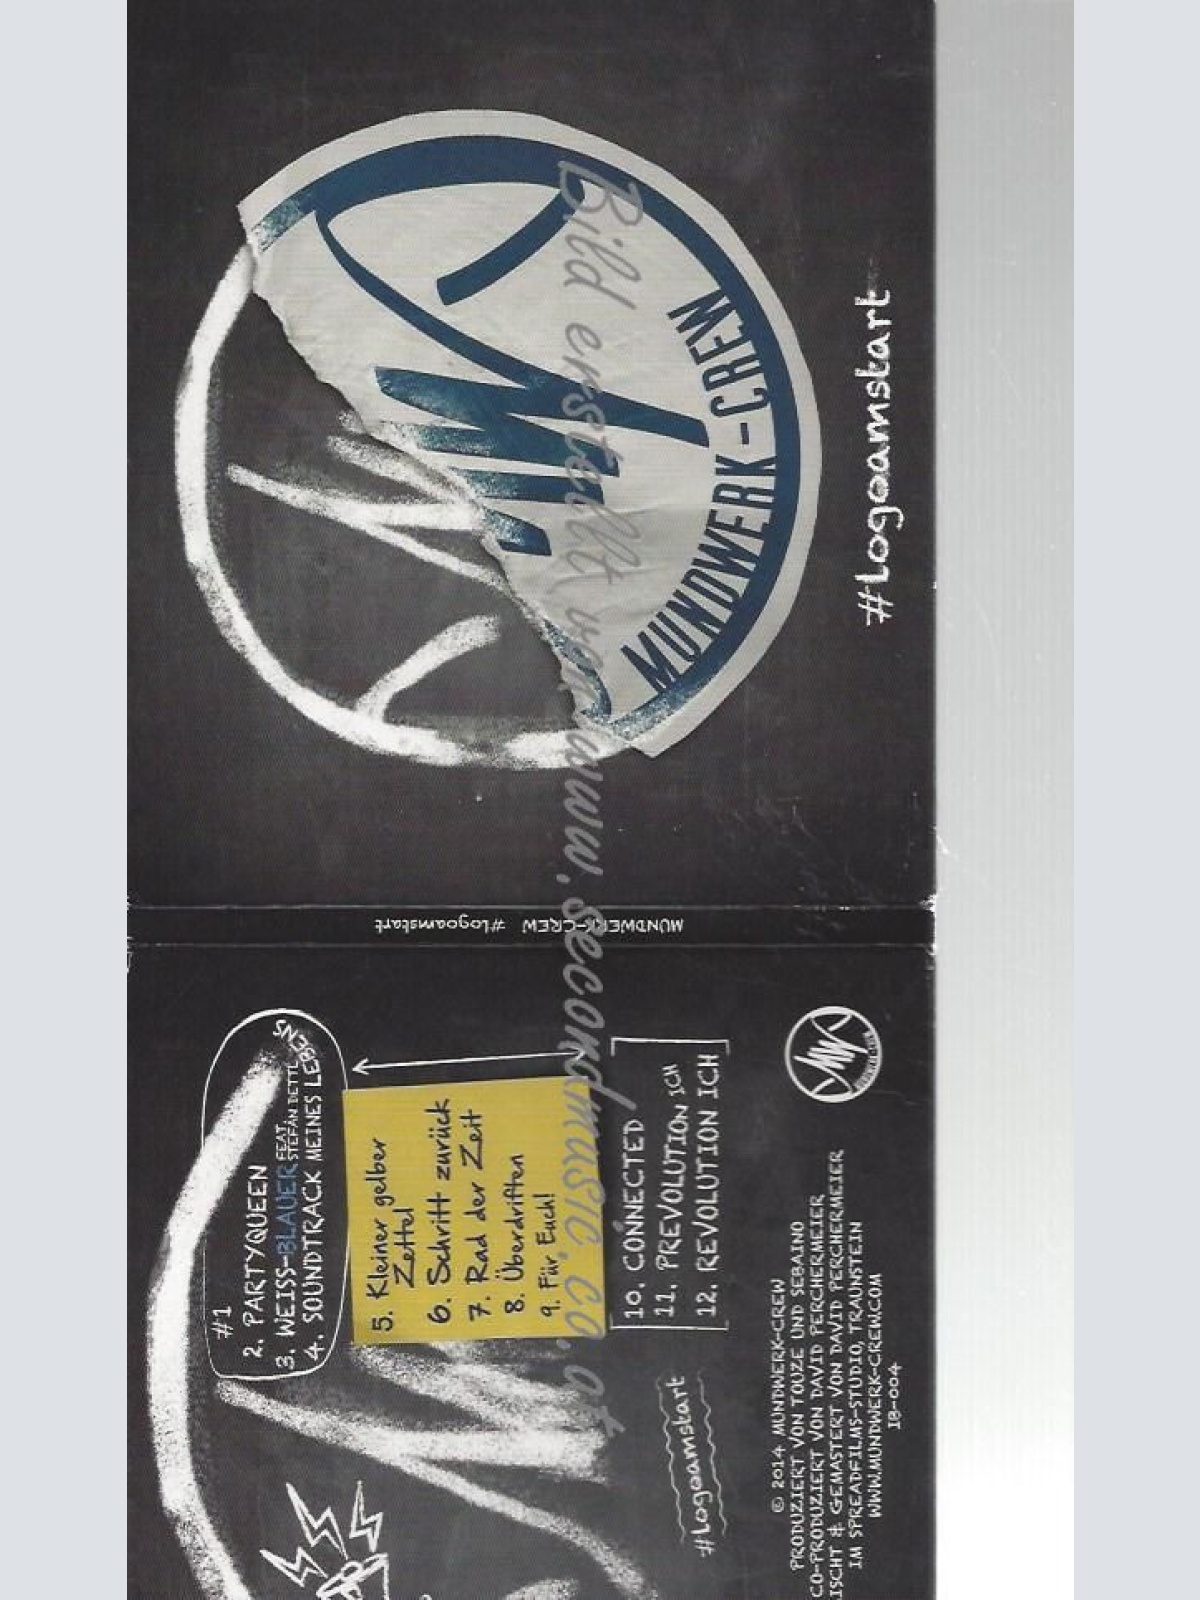 MUNDWERK-CREW
#Logoamstart
MUNDWERK-CREW #Logoamstart
#1
2. PARTYQUEEN
3. WEISS-BLAUER FEAT. STEFAN DETTL
4. SOUNDTRACK MEINES LEBENS
5. Kleiner gelber
Zettel
6. Schritt zurück
7. Rad der Zeit
8. Überdriften
9. Für Euch!
10. CONNECTED
11. PREVOLUTION ICH
12. REVOLUTION ICH
#Logoamstart
© 2014 MUNDWERK-CREW
PRODUZIERT VON TOUZE UND SEBAINO
CO-PRODUZIERT VON DAVID PERCHERMEIER
ISCHT & GEMASTERT VON DAVID PERCHERMEIER
IM SPREADFILMS-STUDIO, TRAUNSTEIN
WWW.MUNDWERK-CREW.COM
IB-004
MUNDWERK-CREW
Bild erstellt von www.secondmusic.co.at